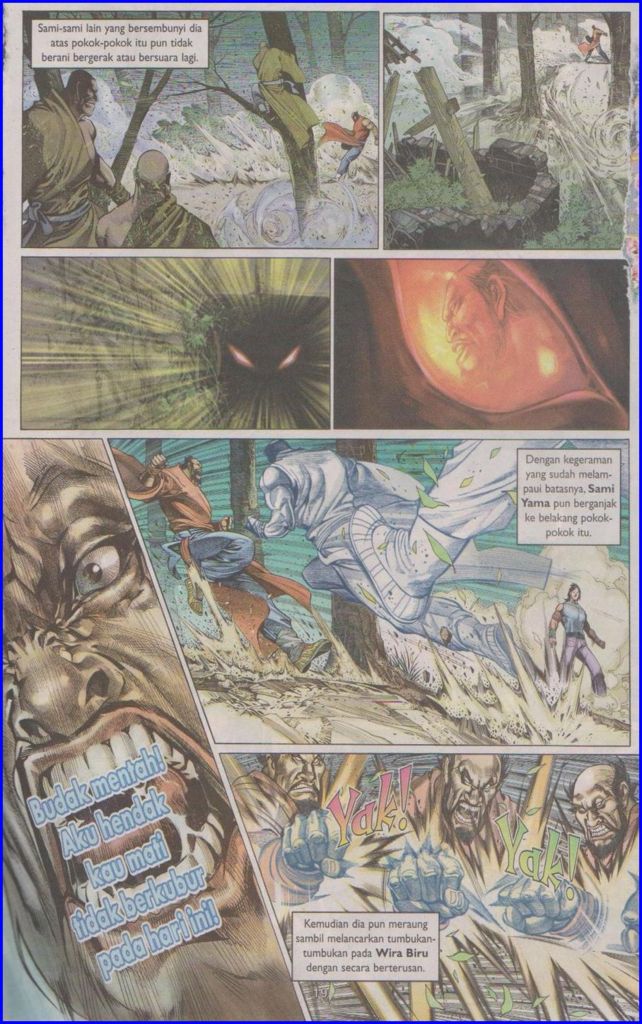 Sami-sami lain yang bersembunyi dia
atas pokok-pokok itu pun tidak
berani bergerak atau bersuara lagi.
Dengan kegeraman
yang sudah melam-
paui batasnya, Sami
Yama pun berganjak
ke belakang pokok-
pokok itu.
Budak mentah!
Aku hendak
kau mati
tidak berkubur
pada hari ini!
Yak!
Yak!
Kemudian dia pun meraung
sambil melancarkan tumbukan-
tumbukan pada Wira Biru
dengan secara berterusan.
19